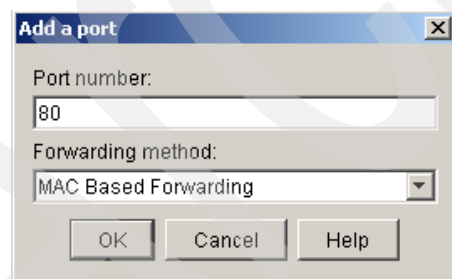 Add a port
Port number:
80
Forwarding method:
MAC Based Forwarding
OK Cancel Help